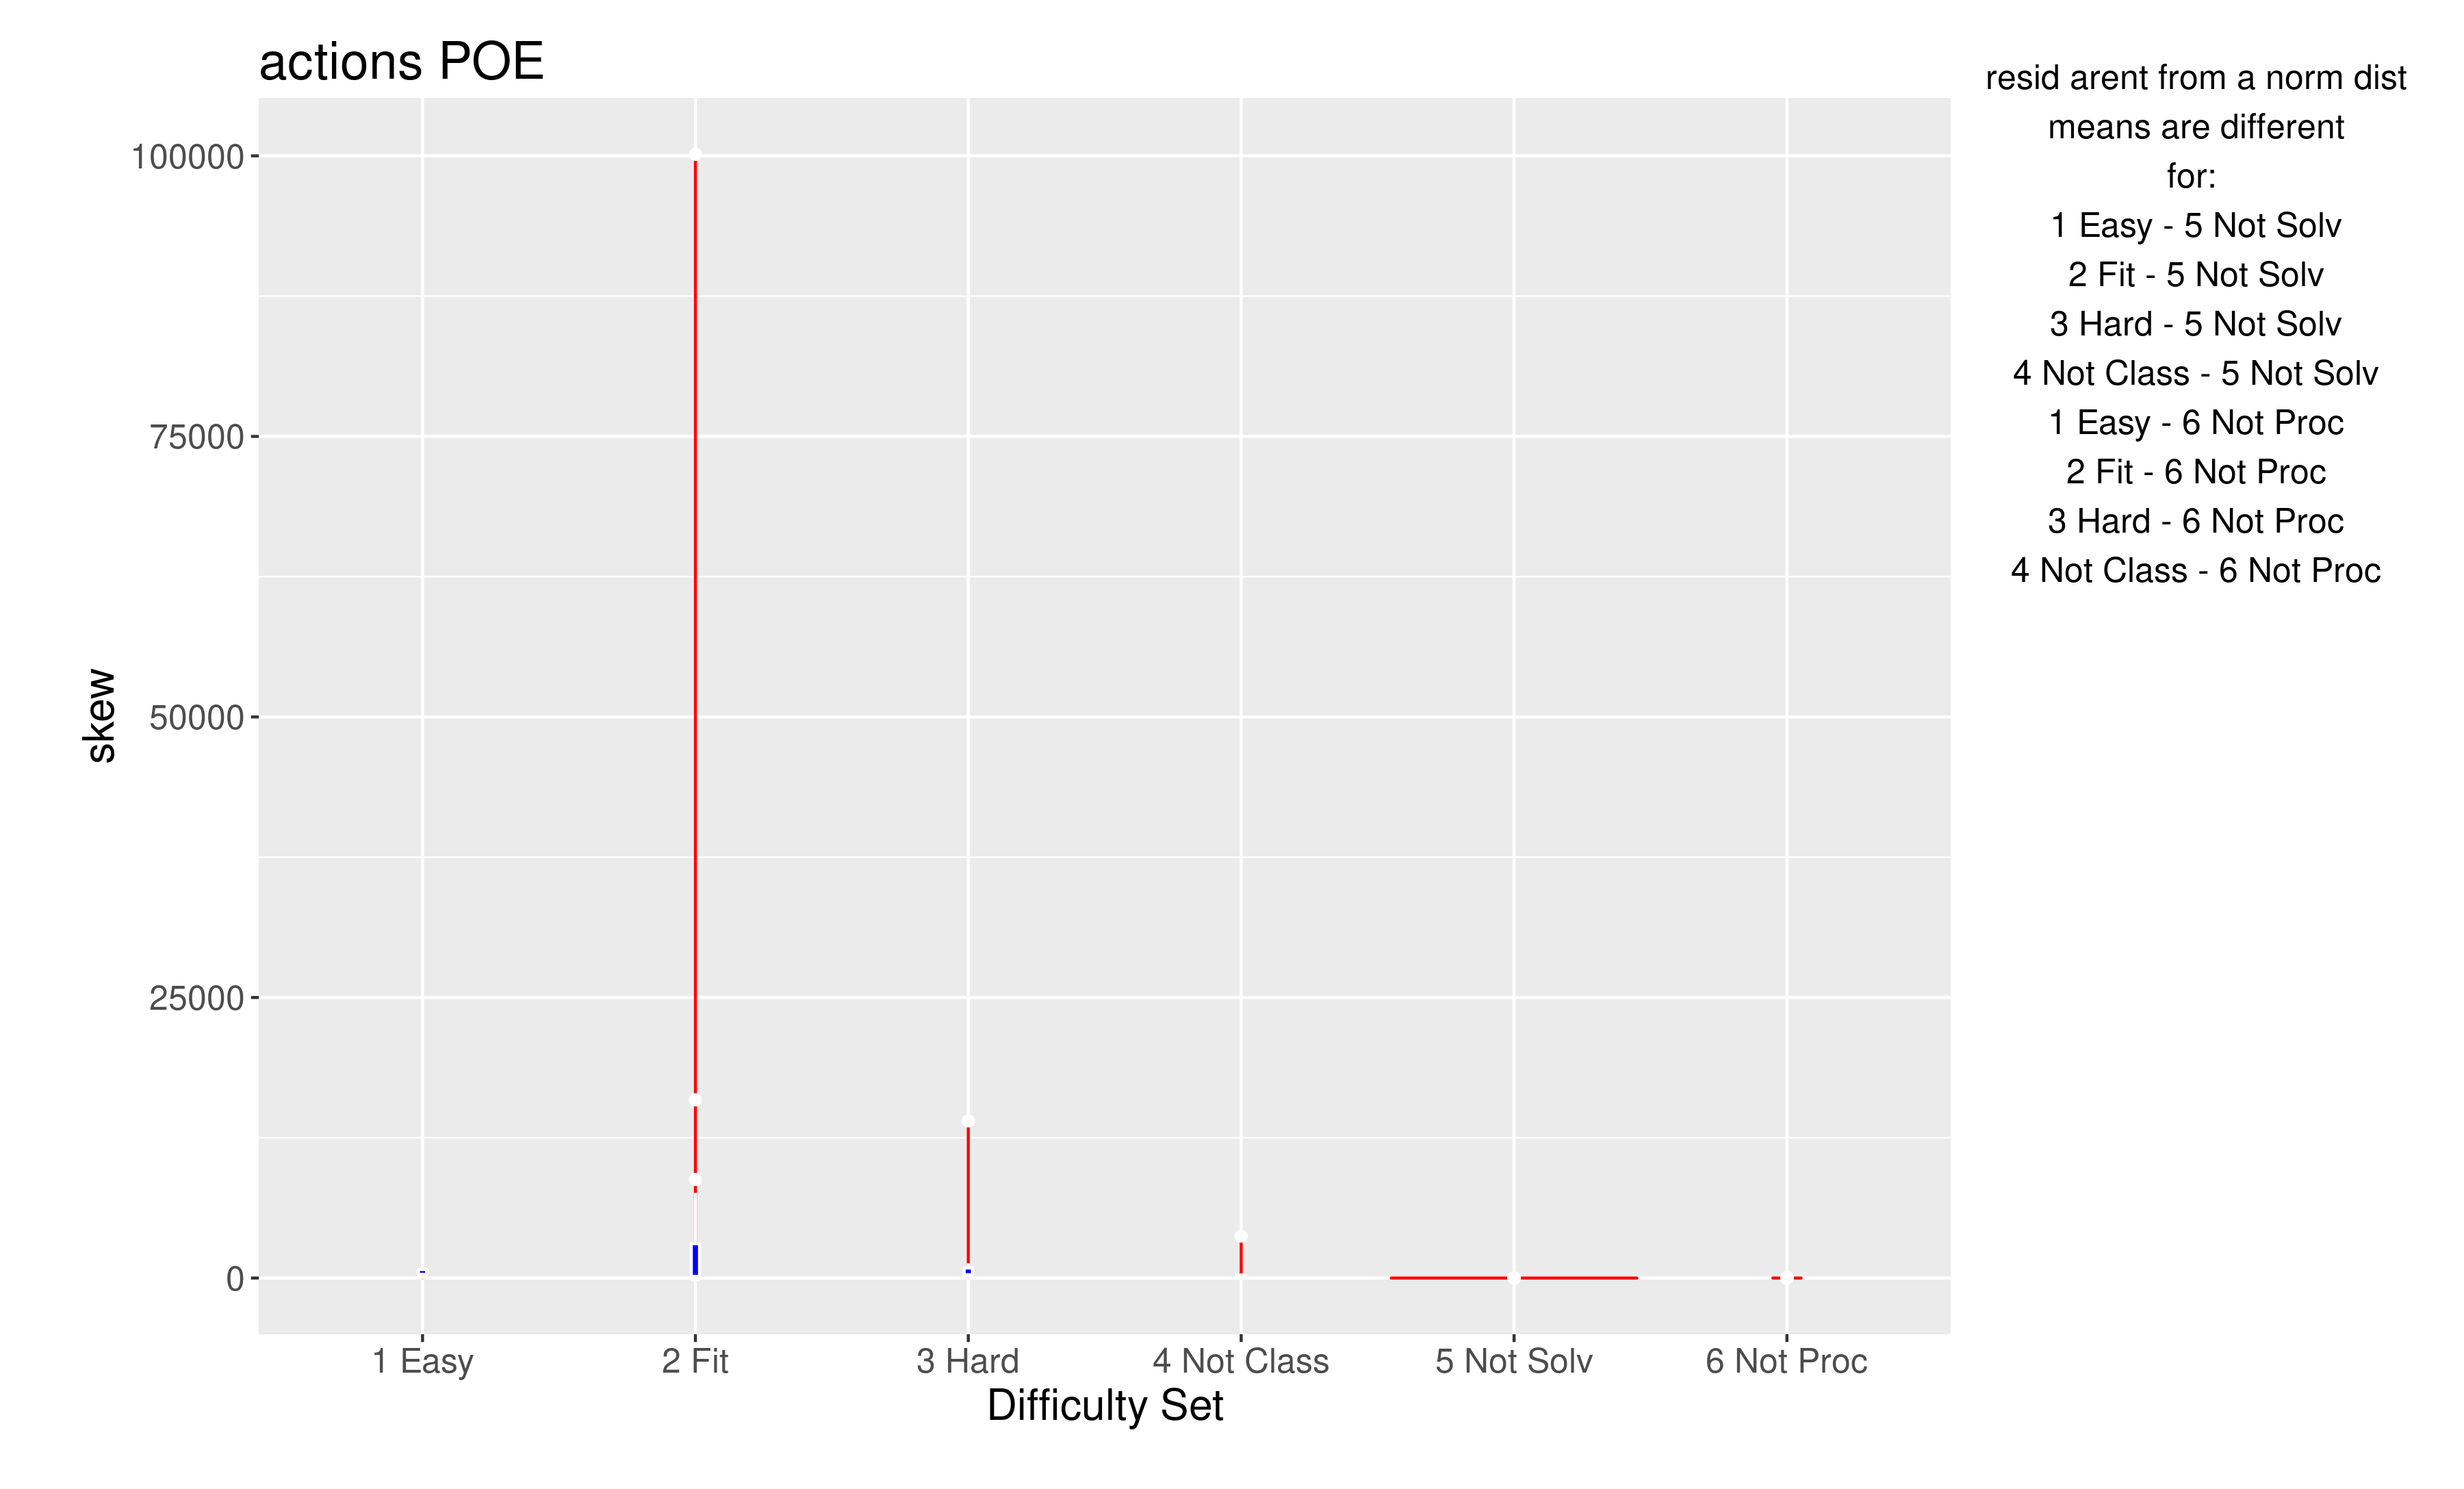 actions POE
resid arent from a norm dist
means are different
for:
1 Easy - 5 Not Solv
2 Fit - 5 Not Solv
3 Hard - 5 Not Solv
4 Not Class - 5 Not Solv
1 Easy - 6 Not Proc
2 Fit - 6 Not Proc
3 Hard - 6 Not Proc
4 Not Class - 6 Not Proc
100000
75000
50000
25000
0
skew
1 Easy
2 Fit
3 Hard
4 Not Class
5 Not Solv
6 Not Proc
Difficulty Set